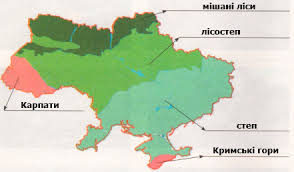 мішані ліси
лісостеп
Карпати
степ
Кримські гори